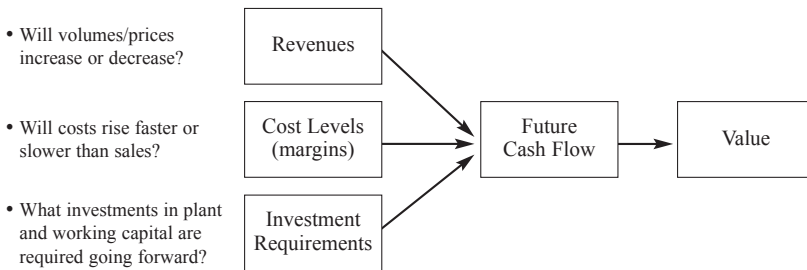 • Will volumes/prices
increase or decrease?
Revenues
• Will costs rise faster or
slower than sales?
Cost Levels
(margins)
Future
Cash Flow
Value
• What investments in plant
and working capital are
required going forward?
Investment
Requirements